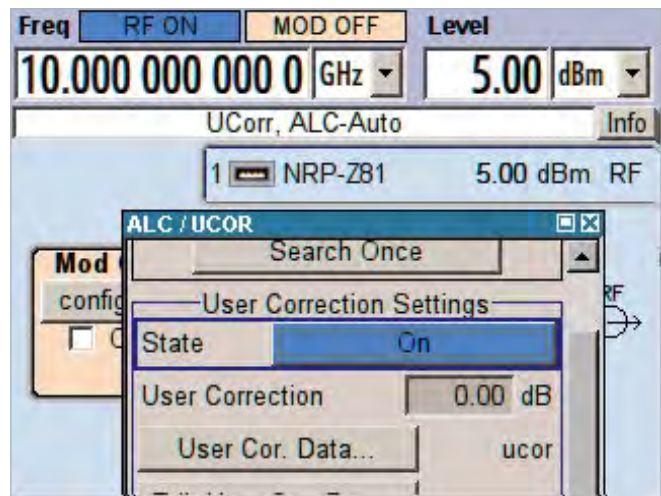 Freq RF ON MOD OFF Level
10.000 000 000 0 GHz 5.00 dBm
UCorr, ALC-Auto Info
1 NRP-Z81 5.00 dBm RF
ALC / UCOR
Search Once
Mod
config
RF
User Correction Settings
State On
User Correction 0.00 dB
User Cor. Data... ucor